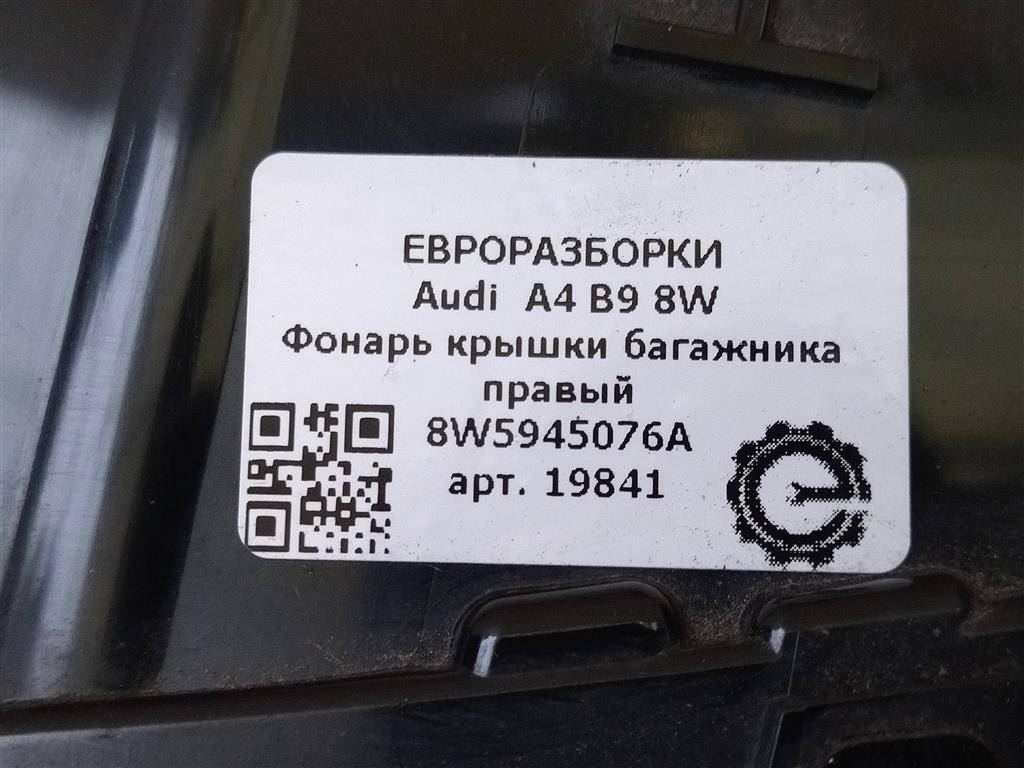 ЕВРОРАЗБОРКИ
Audi A4 B9 8W
Фонарь крышки багажника
правый
8W5945076A
арт. 19841